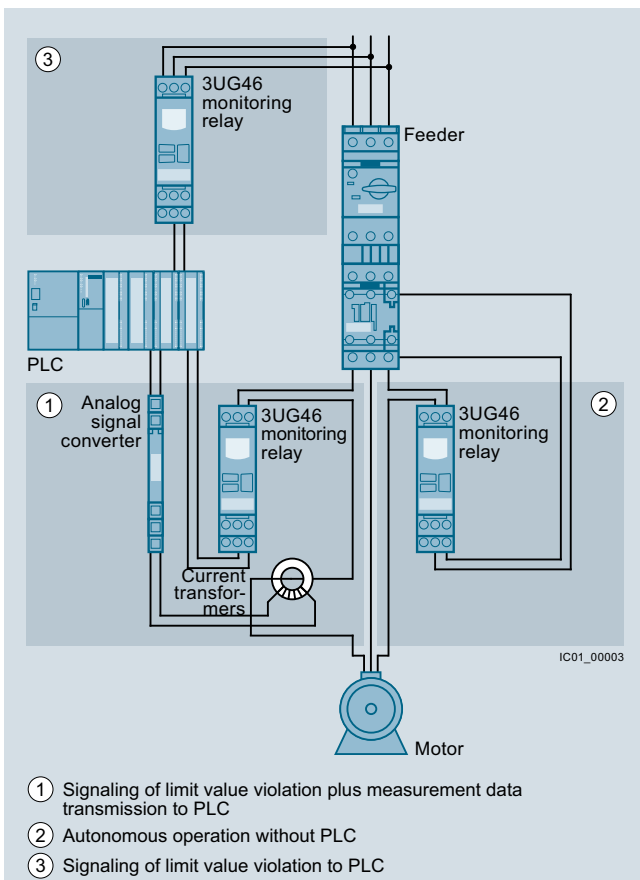 3
3UG46
monitoring
relay
Feeder
PLC
1
Analog
signal
converter
3UG46
monitoring
relay
3UG46
monitoring
relay
2
Current
transfor-
mers
IC01_00003
Motor
1 Signaling of limit value violation plus measurement data
transmission to PLC
2 Autonomous operation without PLC
3 Signaling of limit value violation to PLC